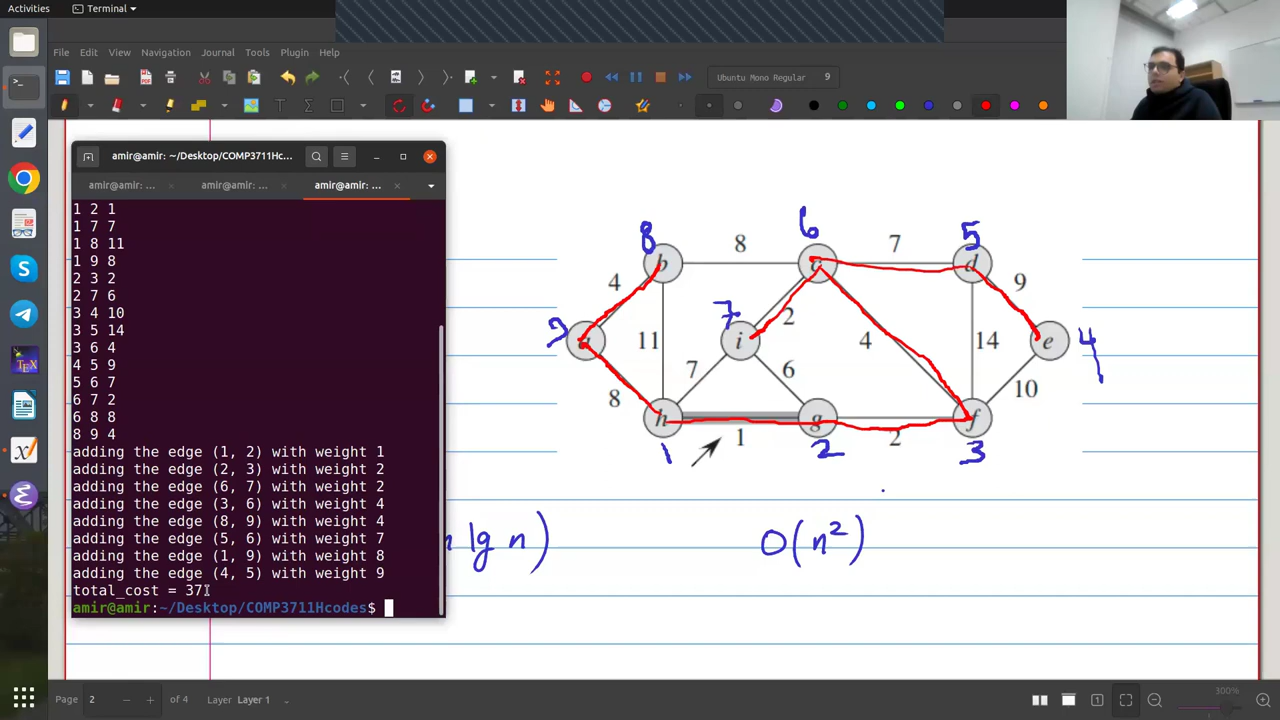 Activities
Terminal
File Edit View Navigation Journal Tools Plugin Help
Ubuntu Mono Regular 9
amir@amir: ~/Desktop/COMP3711Hc...
amir@amir: ... amir@amir: ... amir@amir: ...
1 2 1
1 7 7
1 8 11
1 9 8
2 3 2
2 7 6
3 4 10
3 5 14
3 6 4
4 5 9
5 6 7
6 7 2
6 8 8
8 9 4
adding the edge (1, 2) with weight 1
adding the edge (2, 3) with weight 2
adding the edge (6, 7) with weight 2
adding the edge (3, 6) with weight 4
adding the edge (8, 9) with weight 4
adding the edge (5, 6) with weight 7
adding the edge (1, 9) with weight 8
adding the edge (4, 5) with weight 9
total_cost = 37
amir@amir:~/Desktop/COMP3711Hcodes$
8 6 5
b 8 c 7 d
4 9
7 2
9 a 11 i 4 14 e 4
8 7 6 10
h g f
1 2
1 2 3
lg n) O(n²)
Page 2 of 4 Layer Layer 1
300%